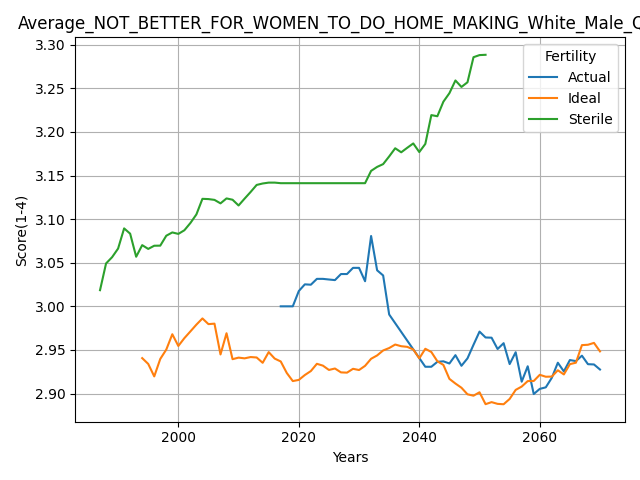 Average_NOT_BETTER_FOR_WOMEN_TO_DO_HOME_MAKING_White_Male_
Fertility
Actual
Ideal
Sterile
Score(1-4)
3.30
3.25
3.20
3.15
3.10
3.05
3.00
2.95
2.90
2000
2020
2040
2060
Years